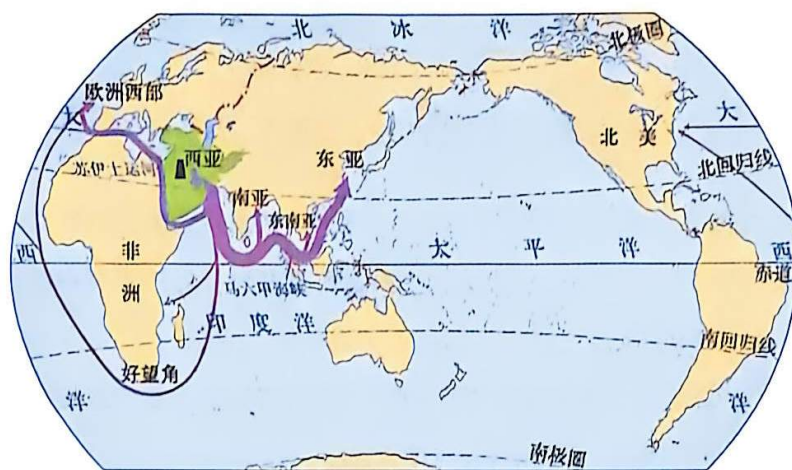 北 冰 洋
北极圈
欧洲西部
大
大
西亚
东 亚
北 美
苏伊士运河
北回归线
南亚
东南亚
西
非
太 平 洋
西
洲
马六甲海峡
赤道
印 度 洋
南回归线
好望角
洋
洋
南极圈